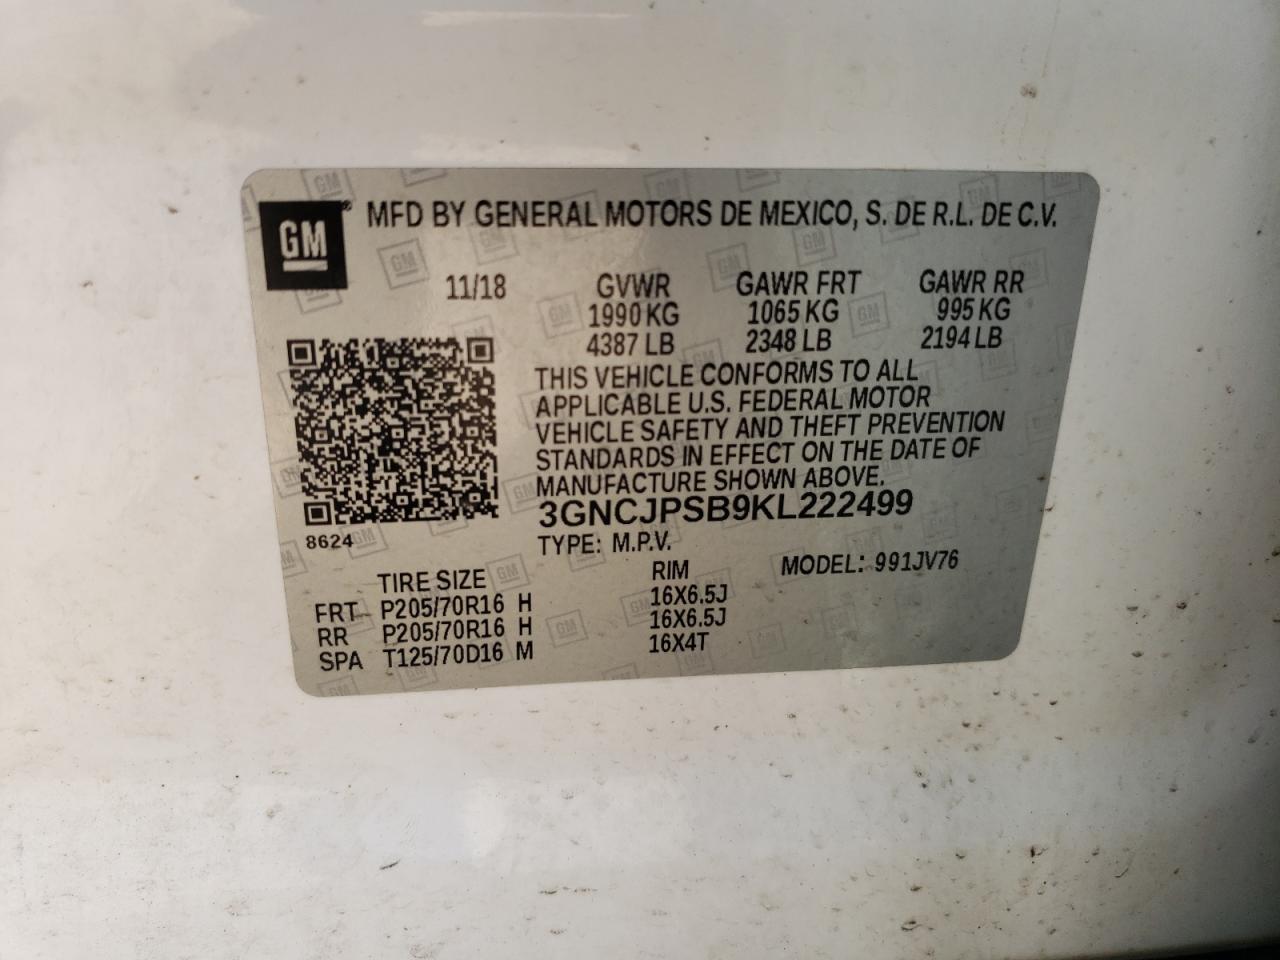 GM® MFD BY GENERAL MOTORS DE MEXICO, S. DE R.L. DE C.V.
11/18 GVWR GAWR FRT GAWR RR
1990 KG 1065 KG 995 KG
4387 LB 2348 LB 2194 LB
THIS VEHICLE CONFORMS TO ALL
APPLICABLE U.S. FEDERAL MOTOR
VEHICLE SAFETY AND THEFT PREVENTION
STANDARDS IN EFFECT ON THE DATE OF
MANUFACTURE SHOWN ABOVE.
3GNCJPSB9KL222499
8624
TYPE: M.P.V. MODEL: 991JV76
TIRE SIZE RIM
FRT P205/70R16 H 16X6.5J
RR P205/70R16 H 16X6.5J
SPA T125/70D16 M 16X4T